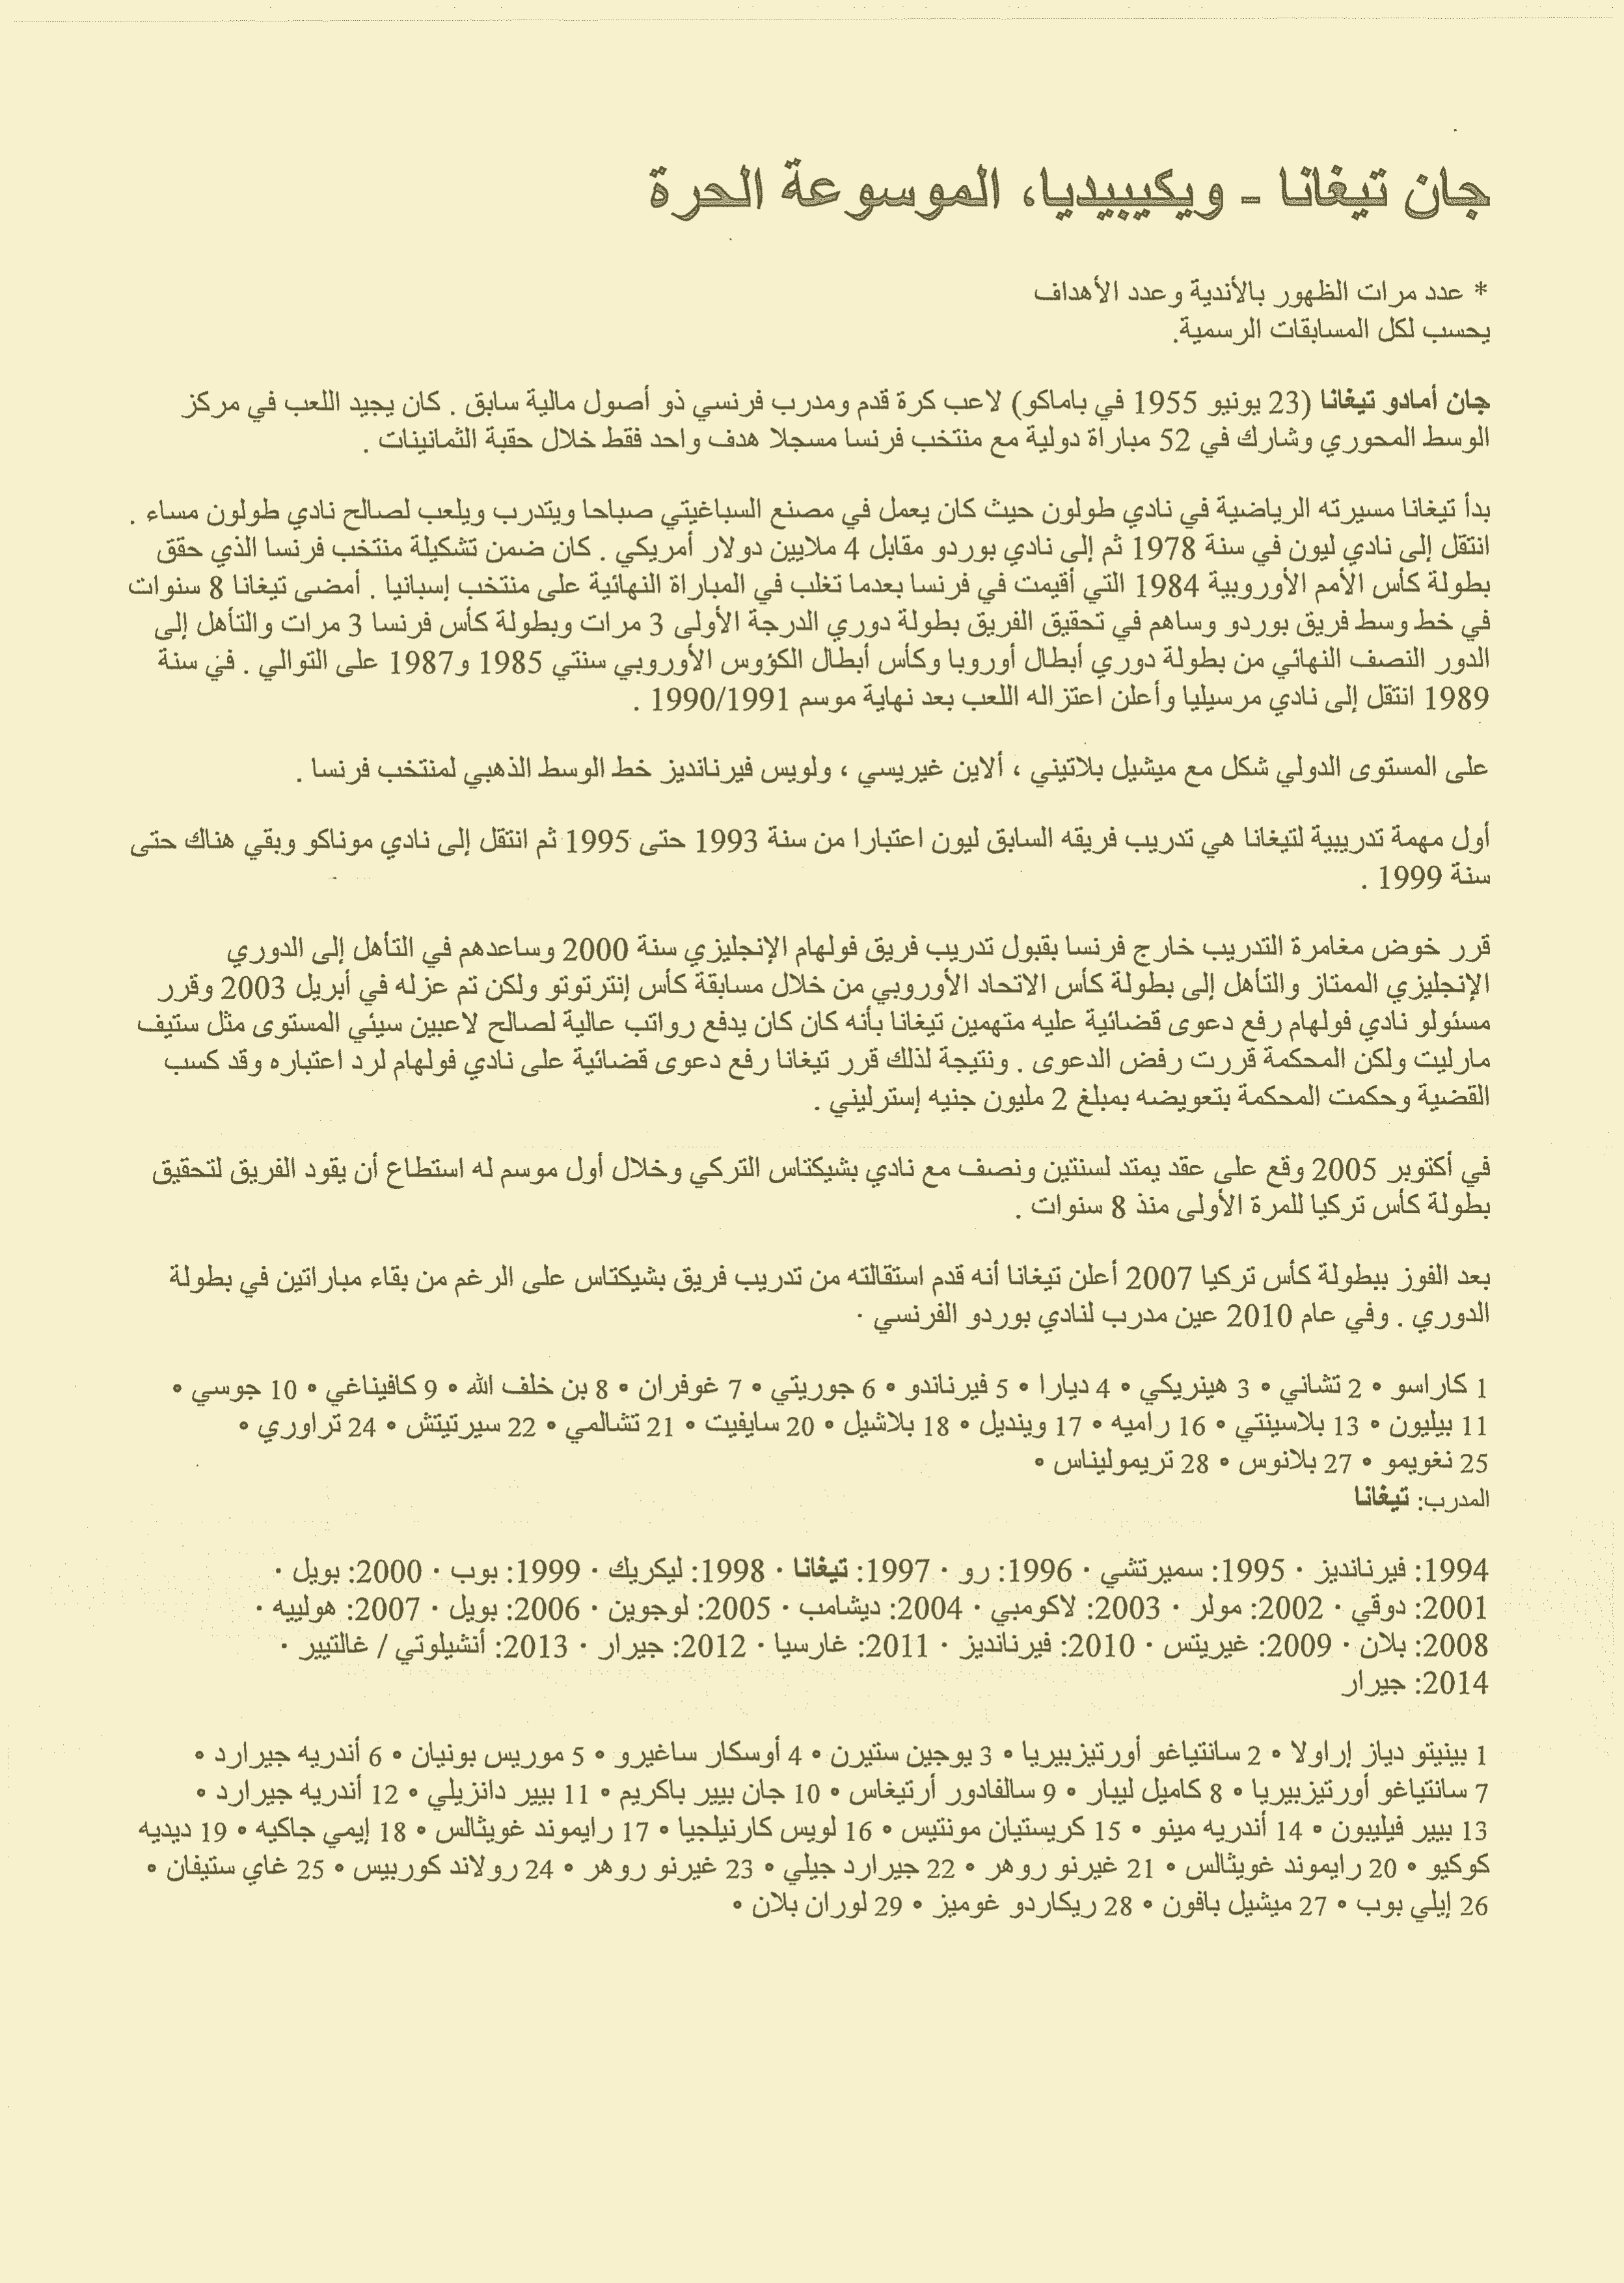 جان تيغانا - ويكيبيديا، الموسوعة الحرة
* عدد مرات الظهور بالأندية وعدد الأهداف
يحسب لكل المسابقات الرسمية.
جان أمادو تيغانا (23 يونيو 1955 في باماكو) لاعب كرة قدم ومدرب فرنسي ذو أصول مالية سابق . كان يجيد اللعب في مركز
الوسط المحوري وشارك في 52 مباراة دولية مع منتخب فرنسا مسجلا هدف واحد فقط خلال حقبة الثمانينات .
بدأ تيغانا مسيرته الرياضية في نادي طولون حيث كان يعمل في مصنع السباغيتي صباحا ويتدرب ويلعب لصالح نادي طولون مساء .
انتقل إلى نادي ليون في سنة 1978 ثم إلى نادي بوردو مقابل 4 ملايين دولار أمريكي . كان ضمن تشكيلة منتخب فرنسا الذي حقق
بطولة كأس الأمم الأوروبية 1984 التي أقيمت في فرنسا بعدما تغلب في المباراة النهائية على منتخب إسبانيا . أمضى تيغانا 8 سنوات
في خط وسط فريق بوردو وساهم في تحقيق الفريق بطولة دوري الدرجة الأولى 3 مرات وبطولة كأس فرنسا 3 مرات والتأهل إلى
الدور النصف النهائي من بطولة دوري أبطال أوروبا وكأس أبطال الكؤوس الأوروبي سنتي 1985 و1987 على التوالي . في سنة
1989 انتقل إلى نادي مرسيليا وأعلن اعتزاله اللعب بعد نهاية موسم 1990/1991 .
على المستوى الدولي شكل مع ميشيل بلاتيني ، ألاين غيريسي ، ولويس فيرنانديز خط الوسط الذهبي لمنتخب فرنسا .
أول مهمة تدريبية لتيغانا هي تدريب فريقه السابق ليون اعتبارا من سنة 1993 حتى 1995 ثم انتقل إلى نادي موناكو وبقي هناك حتى
سنة 1999 .
قرر خوض مغامرة التدريب خارج فرنسا بقبول تدريب فريق فولهام الإنجليزي سنة 2000 وساعدهم في التأهل إلى الدوري
الإنجليزي الممتاز والتأهل إلى بطولة كأس الاتحاد الأوروبي من خلال مسابقة كأس إنترتوتو ولكن تم عزله في أبريل 2003 وقرر
مسئولو نادي فولهام رفع دعوى قضائية عليه متهمين تيغانا بأنه كان كان يدفع رواتب عالية لصالح لاعبين سيئي المستوى مثل ستيف
مارليت ولكن المحكمة قررت رفض الدعوى . ونتيجة لذلك قرر تيغانا رفع دعوى قضائية على نادي فولهام لرد اعتباره وقد كسب
القضية وحكمت المحكمة بتعويضه بمبلغ 2 مليون جنيه إسترليني .
في أكتوبر 2005 وقع على عقد يمتد لسنتين ونصف مع نادي بشيكتاس التركي وخلال أول موسم له استطاع أن يقود الفريق لتحقيق
بطولة كأس تركيا للمرة الأولى منذ 8 سنوات .
بعد الفوز ببطولة كأس تركيا 2007 أعلن تيغانا أنه قدم استقالته من تدريب فريق بشيكتاس على الرغم من بقاء مباراتين في بطولة
الدوري . وفي عام 2010 عين مدرب لنادي بوردو الفرنسي ·
1 كاراسو • 2 تشاني • 3 هينريكي • 4 ديارا • 5 فيرناندو • 6 جوريتي • 7 غوفران • 8 بن خلف الله • 9 كافيناغي • 10 جوسي •
11 بيليون • 13 بلاسينتي • 16 راميه • 17 وينديل • 18 بلاشيل • 20 سايفيت • 21 تشالمي • 22 سيرتيتش • 24 تراوري •
25 نغويمو • 27 بلانوس • 28 تريموليناس •
المدرب: تيغانا
1994: فيرنانديز · 1995: سميرتشي · 1996: رو · 1997: تيغانا · 1998: ليكريك · 1999: بوب · 2000: بويل ·
2001: دوقي · 2002: مولر · 2003: لاكومبي · 2004: ديشامب · 2005: لوجوين · 2006: بويل · 2007: هولييه ·
2008: بلان · 2009: غيريتس · 2010: فيرنانديز · 2011: غارسيا · 2012: جيرار · 2013: أنشيلوتي / غالتيير ·
2014: جيرار
1 بينيتو دياز إراولا • 2 سانتياغو أورتيزبيريا • 3 يوجين ستيرن • 4 أوسكار ساغيرو • 5 موريس بونيان • 6 أندريه جيرارد •
7 سانتياغو أورتيزبيريا • 8 كاميل ليبار • 9 سالفادور أرتيغاس • 10 جان بيير باكريم • 11 بيير دانزيلي • 12 أندريه جيرارد •
13 بيير فيليبون • 14 أندريه مينو • 15 كريستيان مونتيس • 16 لويس كارنيلجيا • 17 رايموند غويثالس • 18 إيمي جاكيه • 19 ديديه
كوكيو • 20 رايموند غويثالس • 21 غيرنو روهر • 22 جيرارد جيلي • 23 غيرنو روهر • 24 رولاند كوربيس • 25 غاي ستيفان •
26 إيلي بوب • 27 ميشيل بافون • 28 ريكاردو غوميز • 29 لوران بلان •